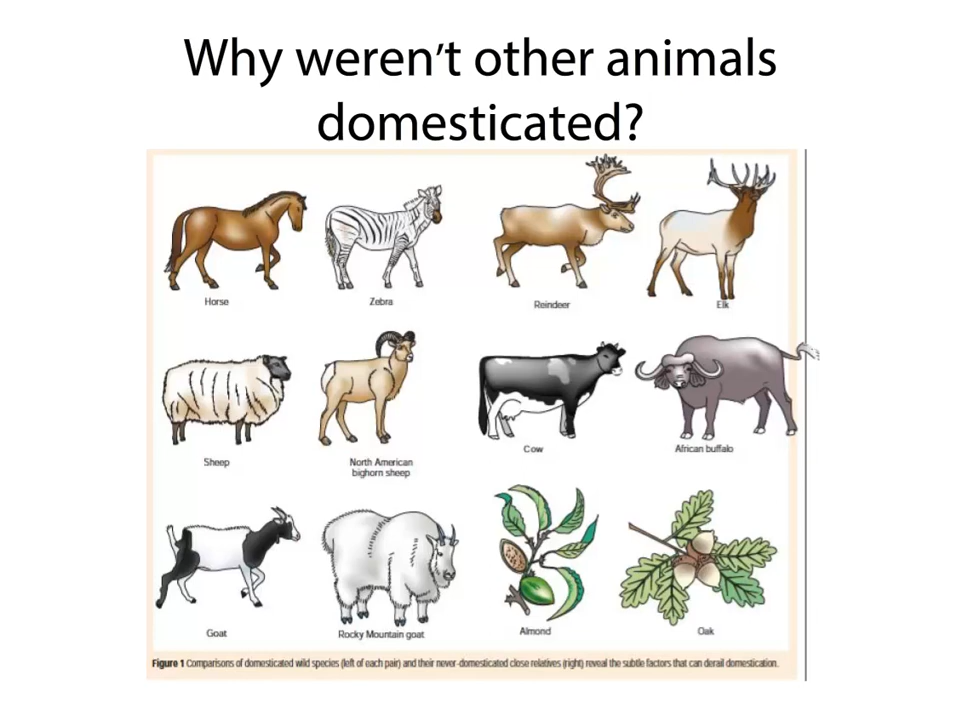 Why weren't other animals
domesticated?
Horse
Zebra
Reindeer
Elk
Sheep
North American
bighorn sheep
Cow
African buffalo
Goat
Rocky Mountain goat
Almond
Oak
Figure 1 Comparisons of domesticated wild species (left of each pair) and their never-domesticated close relatives (right) reveal the subtle factors that can derail domestication.